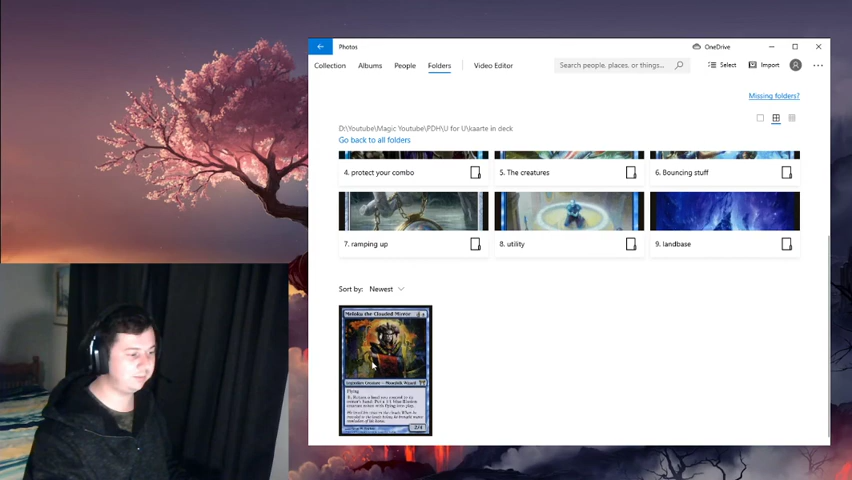 Photos
OneDrive
Collection Albums People Folders Video Editor
Search people, places, or things...
Select Import
Missing folders?
D:\Youtube\Magic Youtube\PDH\U for U\kaarte in deck
Go back to all folders
4. protect your combo
5. The creatures
6. Bouncing stuff
7. ramping up
8. utility
9. landbase
Sort by: Newest
Meloku the Clouded Mirror
Legendary Creature - Moonfolk Wizard
Flying
2/4